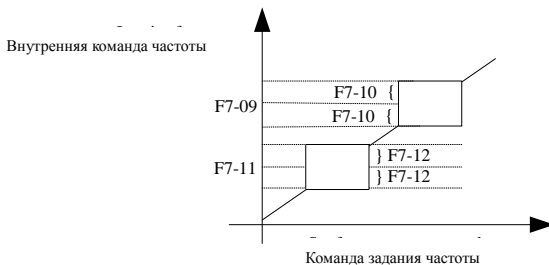 Внутренняя команда частоты
F7-10 {
F7-09
F7-10 {
} F7-12
F7-11
} F7-12
Команда задания частоты